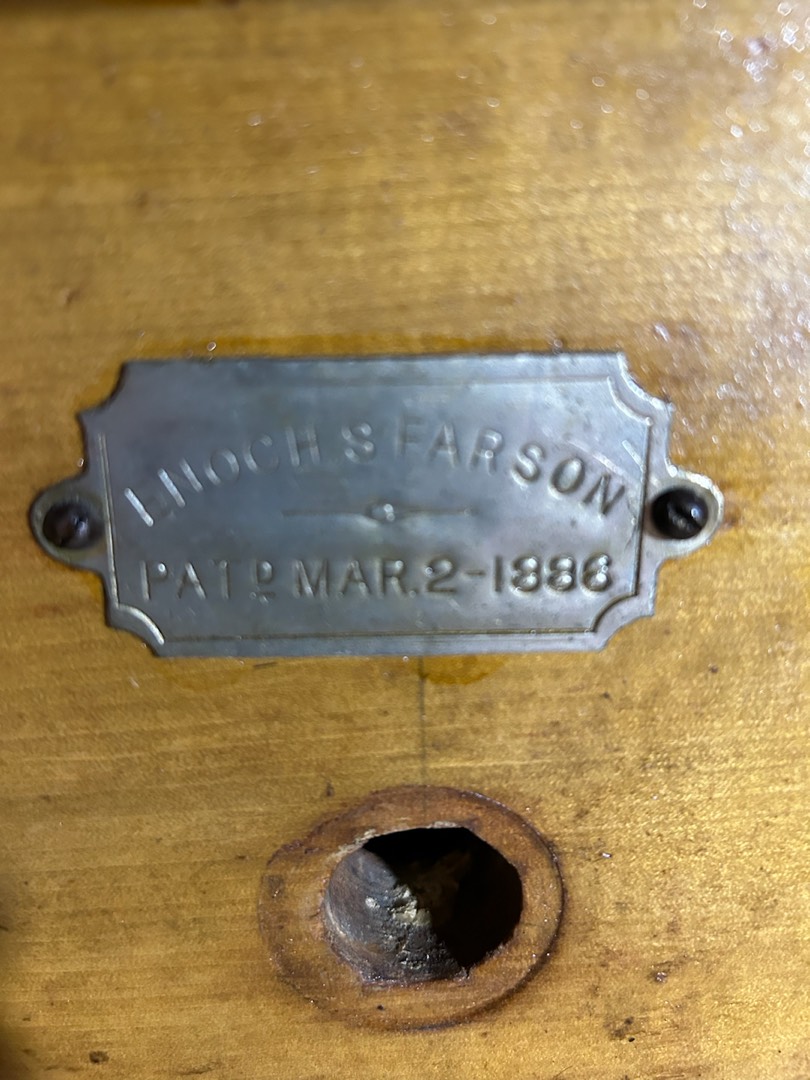 ENOCH S FARSON
PATD MAR. 2-1886